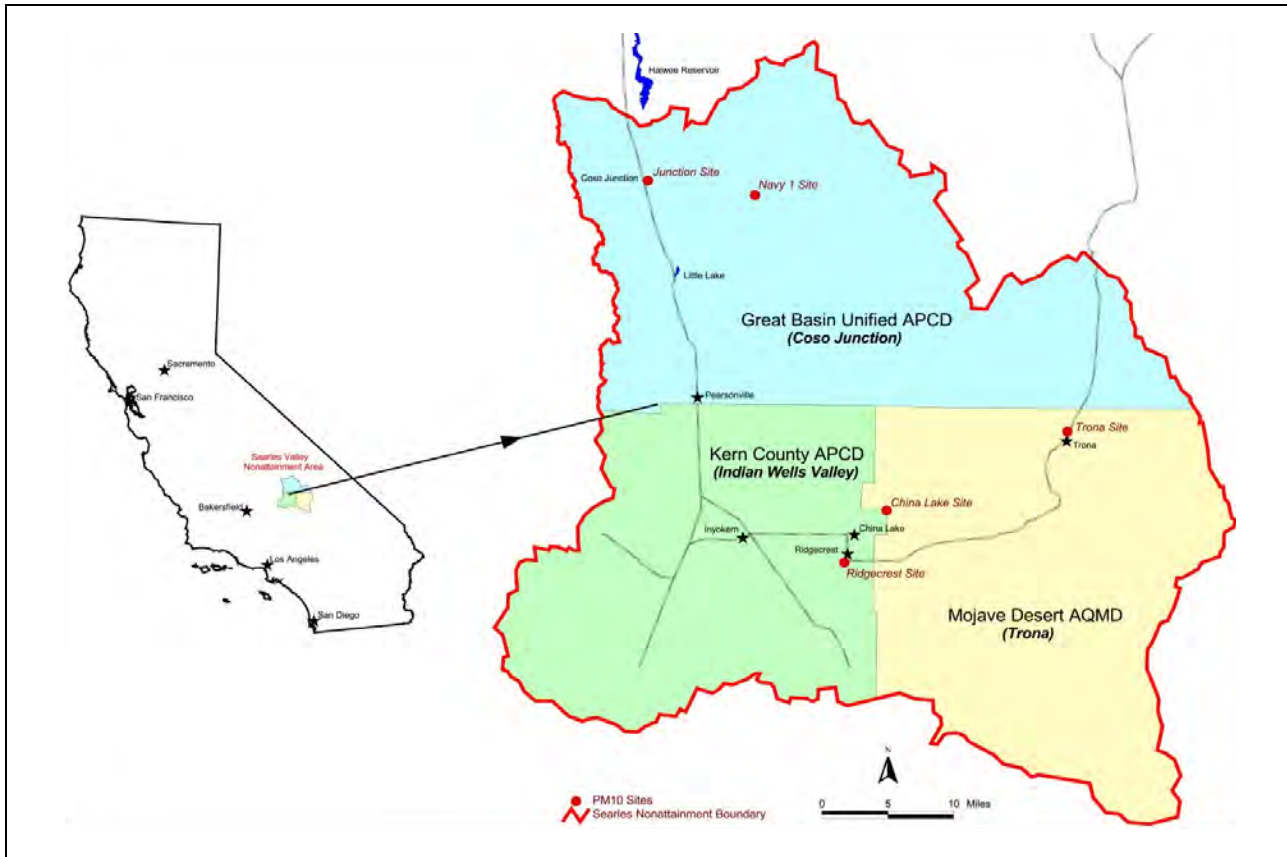 Haiwee Reservoir
Coso Junction
Junction Site
Navy 1 Site
Little Lake
Great Basin Unified APCD
(Coso Junction)
Pearsonville
Sacramento
San Francisco
Searles Valley
Nonattainment Area
Bakersfield
Los Angeles
San Diego
Kern County APCD
(Indian Wells Valley)
Trona Site
Trona
China Lake Site
Inyokern
China Lake
Ridgecrest
Ridgecrest Site
Mojave Desert AQMD
(Trona)
N
PM10 Sites
Searles Nonattainment Boundary
0 5 10 Miles